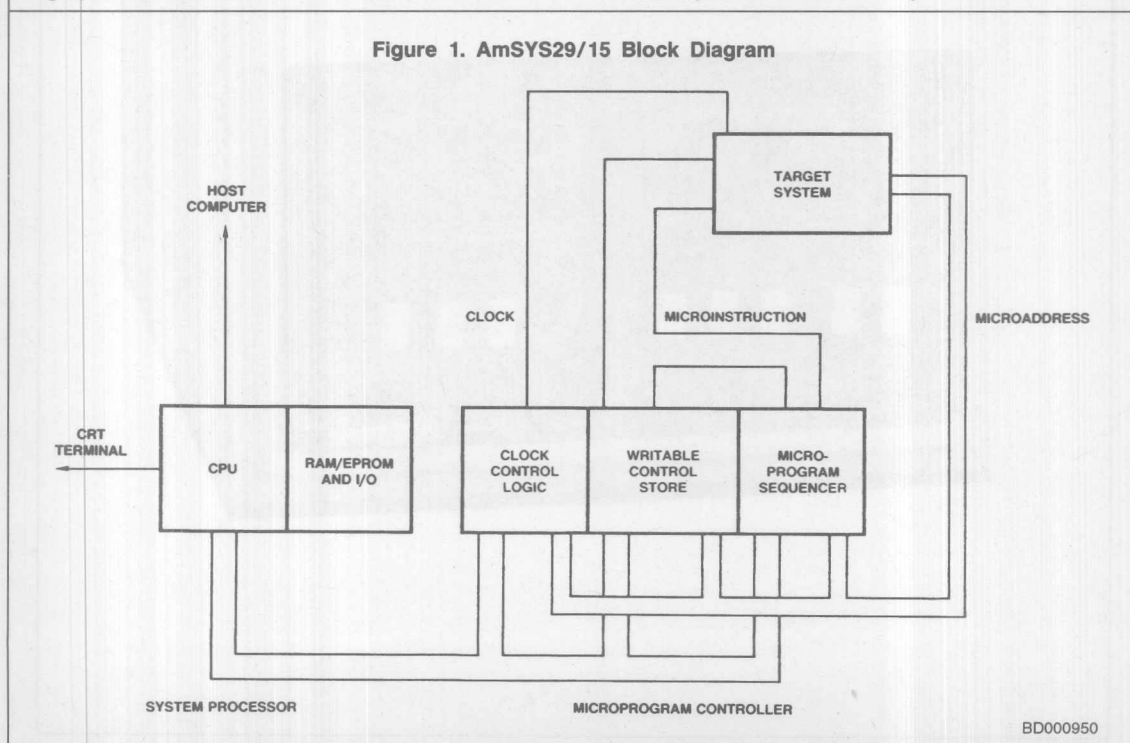 Figure 1. AmSYS29/15 Block Diagram
TARGET
SYSTEM
HOST
COMPUTER
CLOCK
MICROINSTRUCTION
MICROADDRESS
CRT
TERMINAL
CPU
RAM/EPROM
AND I/O
CLOCK
CONTROL
LOGIC
WRITABLE
CONTROL
STORE
MICRO-
PROGRAM
SEQUENCER
SYSTEM PROCESSOR
MICROPROGRAM CONTROLLER
BD000950